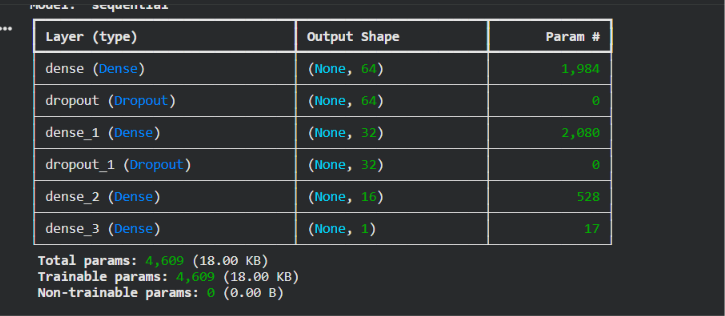 Model: "sequential"
Layer (type) Output Shape Param #
dense (Dense) (None, 64) 1,984
dropout (Dropout) (None, 64) 0
dense_1 (Dense) (None, 32) 2,080
dropout_1 (Dropout) (None, 32) 0
dense_2 (Dense) (None, 16) 528
dense_3 (Dense) (None, 1) 17
Total params: 4,609 (18.00 KB)
Trainable params: 4,609 (18.00 KB)
Non-trainable params: 0 (0.00 B)